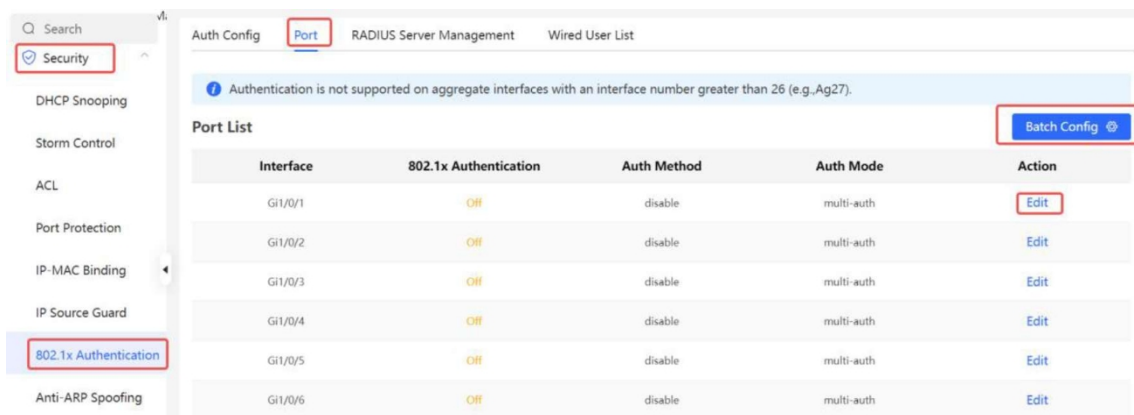 Search
Security
DHCP Snooping
Storm Control
ACL
Port Protection
IP-MAC Binding
IP Source Guard
802.1x Authentication
Anti-ARP Spoofing
Auth Config Port RADIUS Server Management Wired User List
Authentication is not supported on aggregate interfaces with an interface number greater than 26 (e.g.,Ag27).
Port List Batch Config
Interface 802.1x Authentication Auth Method Auth Mode Action
Gi1/0/1 Off disable multi-auth Edit
Gi1/0/2 Off disable multi-auth Edit
Gi1/0/3 Off disable multi-auth Edit
Gi1/0/4 Off disable multi-auth Edit
Gi1/0/5 Off disable multi-auth Edit
Gi1/0/6 Off disable multi-auth Edit